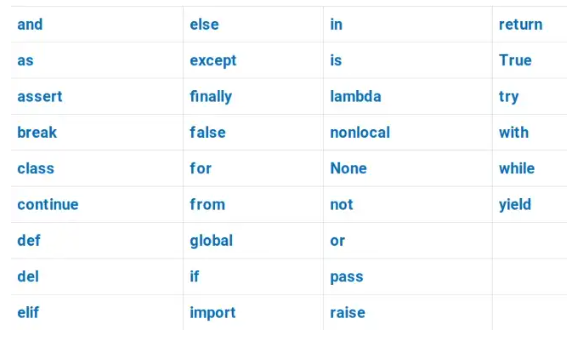 and else in return
as except is True
assert finally lambda try
break false nonlocal with
class for None while
continue from not yield
def global or
del if pass
elif import raise